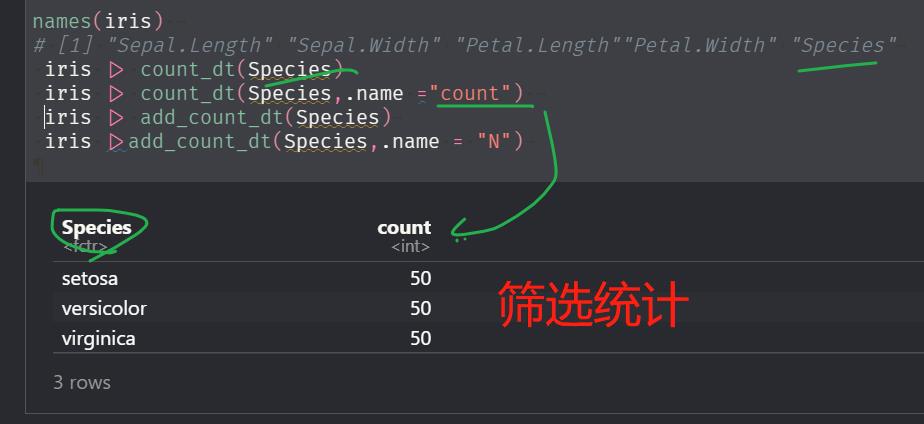 names(iris)
# [1] "Sepal.Length" "Sepal.Width" "Petal.Length""Petal.Width" "Species"
iris |> count_dt(Species)
iris |> count_dt(Species,.name ="count")
iris |> add_count_dt(Species)
iris |>add_count_dt(Species,.name = "N")
Species count
<fctr> <int>
setosa 50
versicolor 50
virginica 50
筛选统计
3 rows